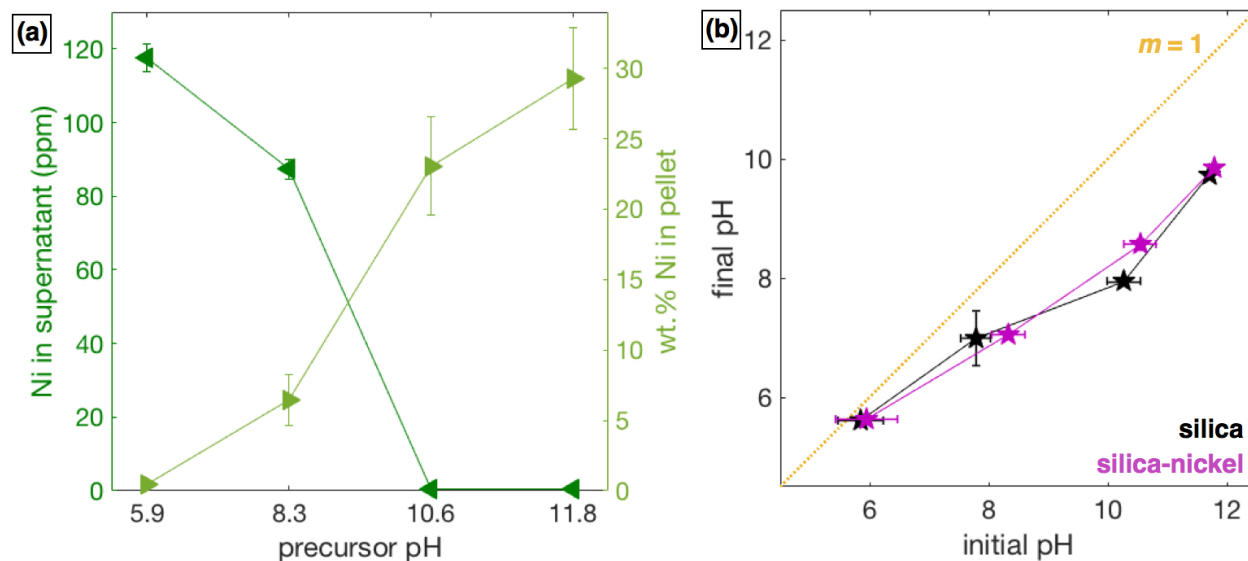 (a)
120
100
80
60
40
20
0
Ni in supernatant (ppm)
30
25
20
15
10
5
0
wt.% Ni in pellet
5.9 8.3 10.6 11.8
precursor pH
(b)
m = 1
12
10
8
6
final pH
silica
silica-nickel
6 8 10 12
initial pH